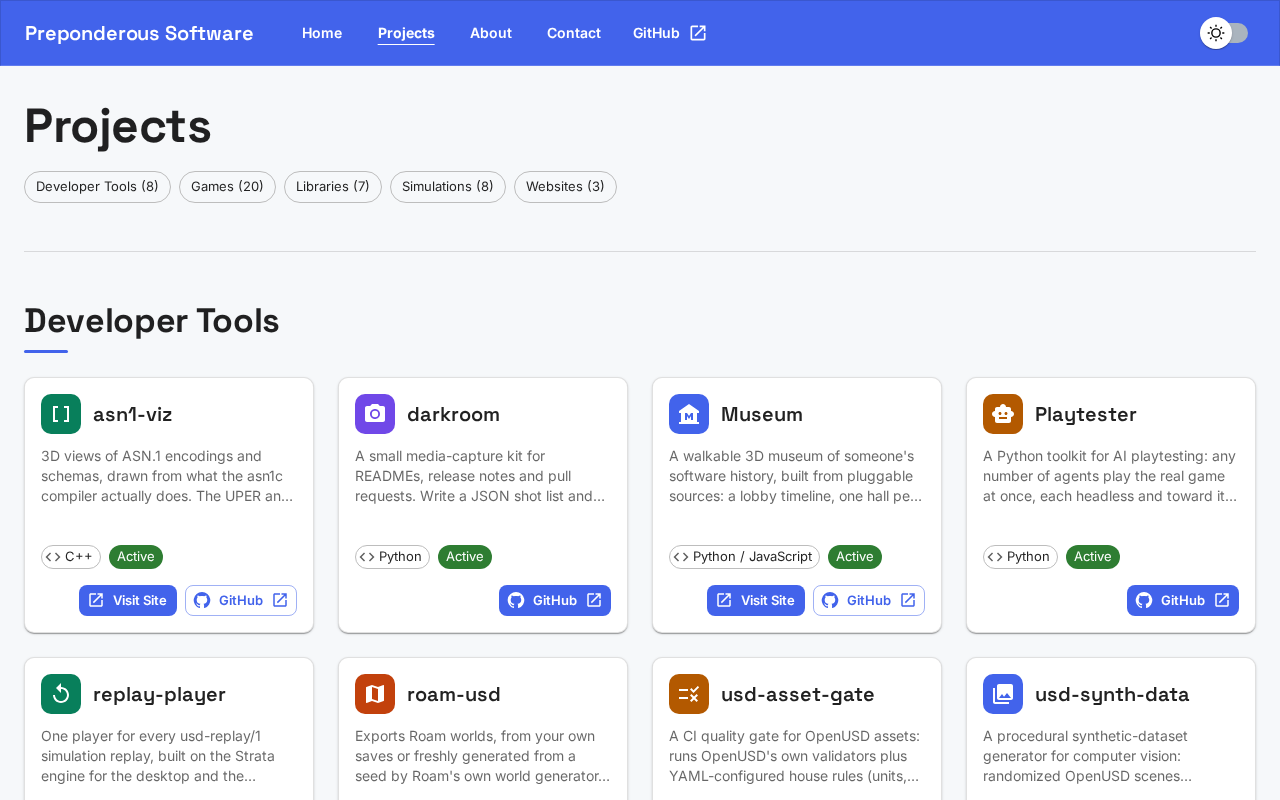 Preponderous Software
Home
Projects
About
Contact
GitHub
Projects
Developer Tools (8)
Games (20)
Libraries (7)
Simulations (8)
Websites (3)
Developer Tools
asn1-viz
3D views of ASN.1 encodings and
schemas, drawn from what the asn1c
compiler actually does. The UPER an...
C++
Active
Visit Site
GitHub
darkroom
A small media-capture kit for
READMEs, release notes and pull
requests. Write a JSON shot list and...
Python
Active
GitHub
Museum
A walkable 3D museum of someone's
software history, built from pluggable
sources: a lobby timeline, one hall pe...
Python / JavaScript
Active
Visit Site
GitHub
Playtester
A Python toolkit for AI playtesting: any
number of agents play the real game
at once, each headless and toward it...
Python
Active
GitHub
replay-player
One player for every usd-replay/1
simulation replay, built on the Strata
engine for the desktop and the...
roam-usd
Exports Roam worlds, from your own
saves or freshly generated from a
seed by Roam's own world generator...
usd-asset-gate
A CI quality gate for OpenUSD assets:
runs OpenUSD's own validators plus
YAML-configured house rules (units,...
usd-synth-data
A procedural synthetic-dataset
generator for computer vision:
randomized OpenUSD scenes...